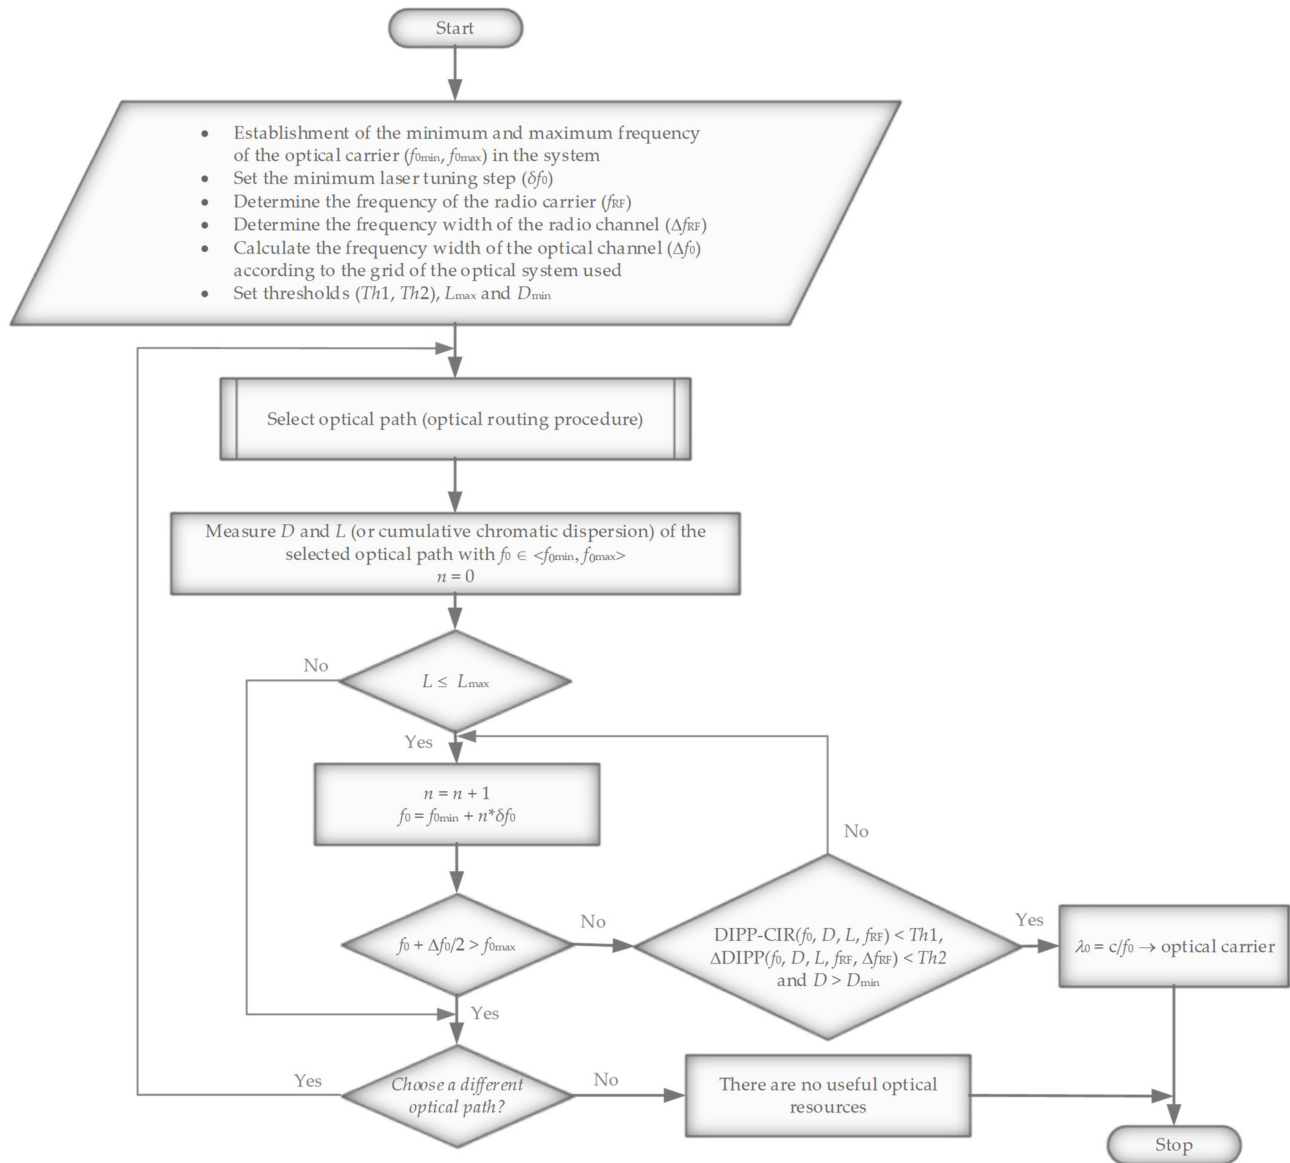 Start
• Establishment of the minimum and maximum frequency
of the optical carrier (f0min, f0max) in the system
• Set the minimum laser tuning step (δf0)
• Determine the frequency of the radio carrier (fRF)
• Determine the frequency width of the radio channel (ΔfRF)
• Calculate the frequency width of the optical channel (Δf0)
according to the grid of the optical system used
• Set thresholds (Th1, Th2), Lmax and Dmin
Select optical path (optical routing procedure)
Measure D and L (or cumulative chromatic dispersion) of the
selected optical path with f0 ∈ <f0min, f0max>
n = 0
No
L ≤ Lmax
Yes
n = n + 1
f0 = f0min + n*δf0
No
f0 + Δf0/2 > f0max
No
DIPP-CIR(f0, D, L, fRF) < Th1,
ΔDIPP(f0, D, L, fRF, ΔfRF) < Th2
and D > Dmin
Yes
λ0 = c/f0 → optical carrier
Yes
Yes
Choose a different
optical path?
No
There are no useful optical
resources
Stop